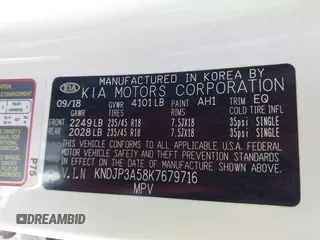 MANUFACTURED IN KOREA BY
KIA KIA MOTORS CORPORATION
09/18 GVWR 4101LB PAINT AH1 TRIM EQ
COLD TIRE INFL
FRONT 2249LB 235/45 R18 7.5JX18 35psi SINGLE
REAR 2028LB 235/45 R18 7.5JX18 35psi SINGLE
THIS VEHICLE CONFORMS TO ALL APPLICABLE U.S.A. FEDERAL
MOTOR VEHICLE SAFETY, BUMPER, AND THEFT PREVENTION
STANDARDS IN EFFECT ON THE DATE OF MANUFACTURE SHOWN ABOVE.
V.I.N KNDJP3A58K7679716
MPV
P75
DREAMBID